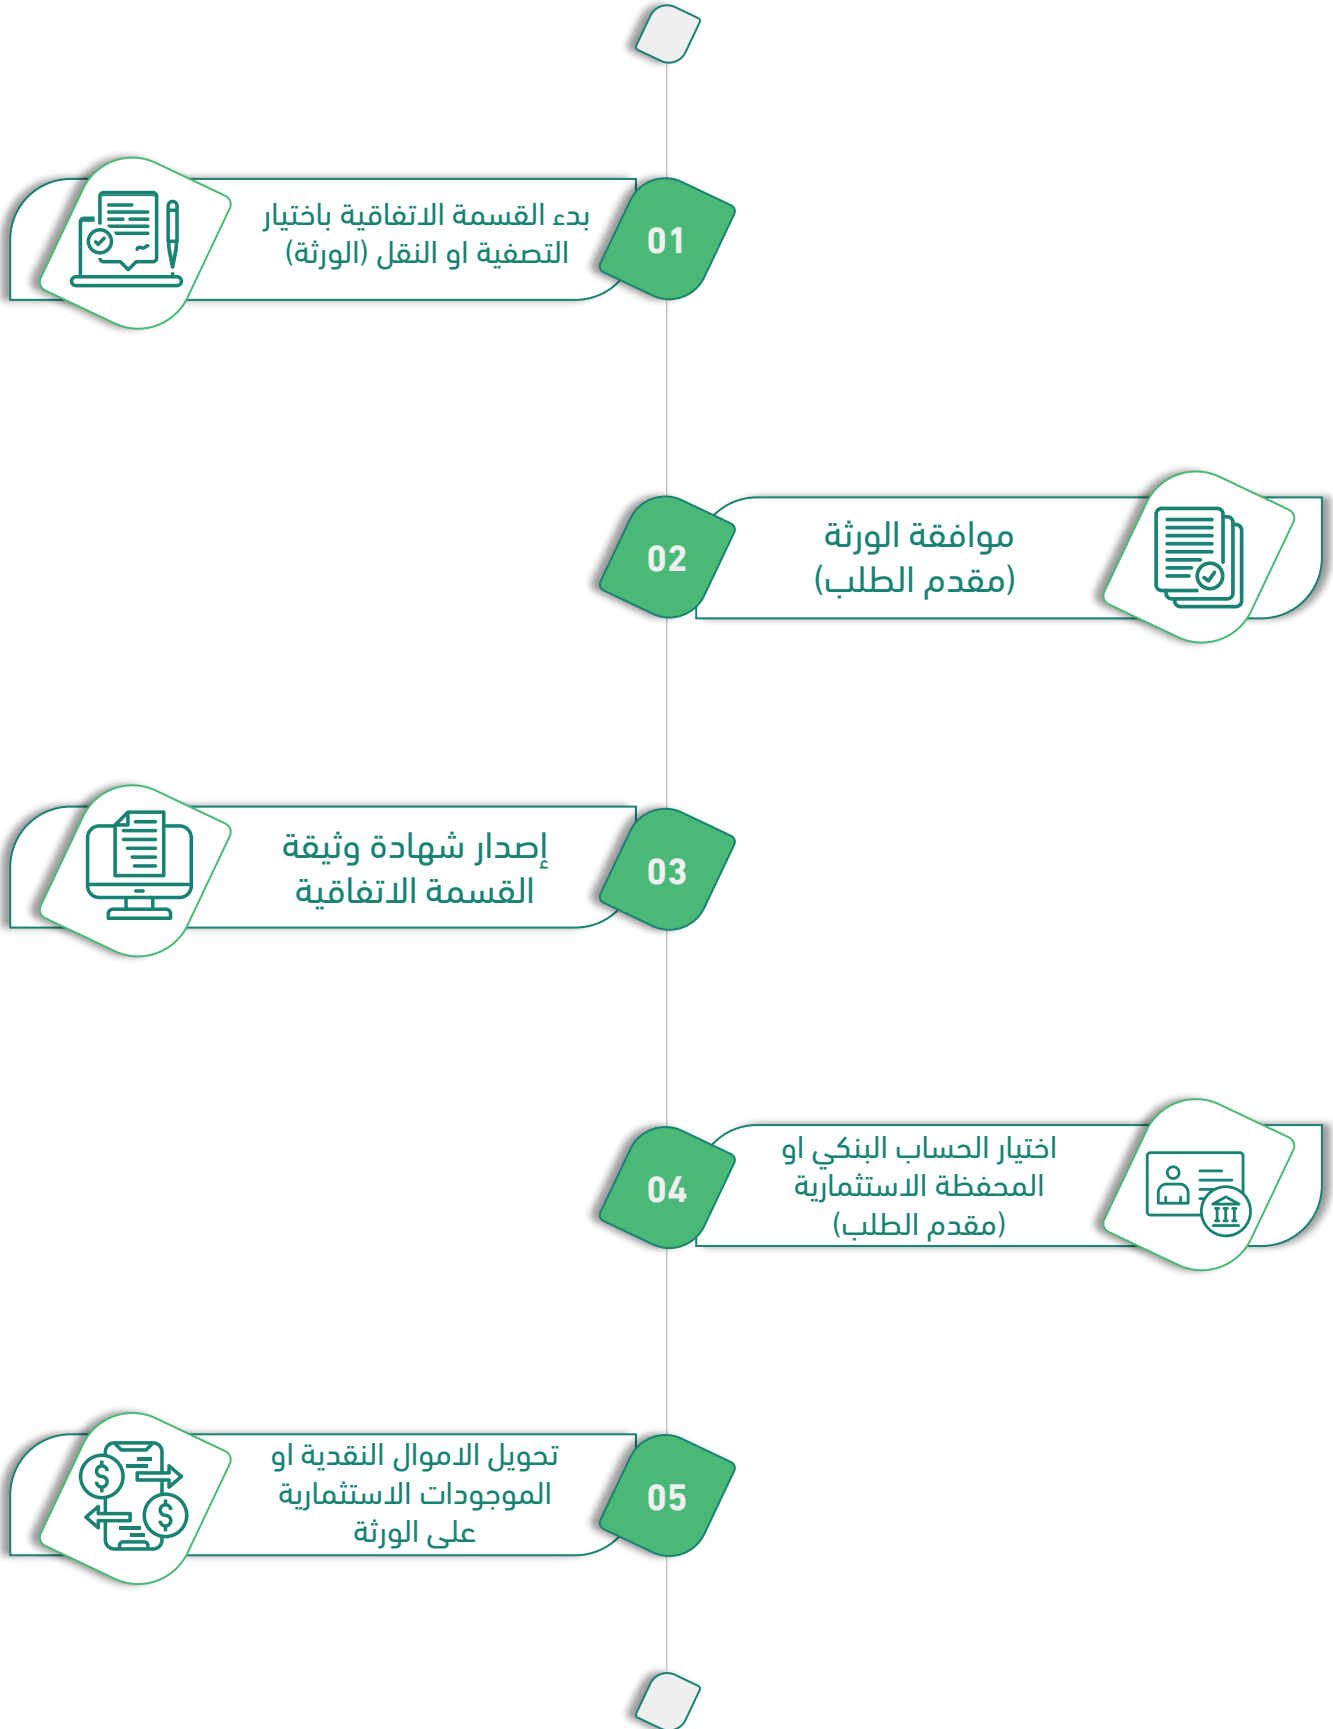 01
بدء القسمة الاتفاقية باختيار
التصفية او النقل (الورثة)
02
موافقة الورثة
(مقدم الطلب)
03
إصدار شهادة وثيقة
القسمة الاتفاقية
04
اختيار الحساب البنكي او
المحفظة الاستثمارية
(مقدم الطلب)
05
تحويل الاموال النقدية او
الموجودات الاستثمارية
على الورثة